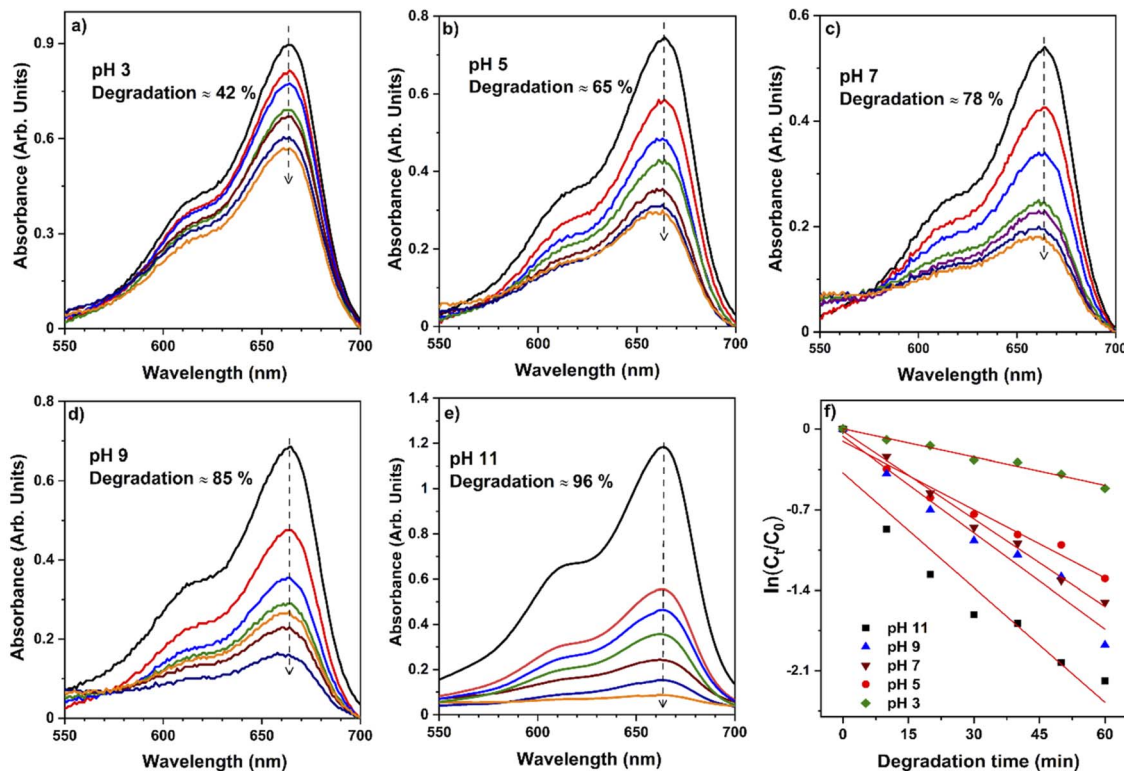 a)
pH 3
Degradation ≈ 42 %
0.9
0.6
0.3
0
550
600
650
700
Absorbance (Arb. Units)
Wavelength (nm)
b)
pH 5
Degradation ≈ 65 %
0.8
0.6
0.4
0.2
0
550
600
650
700
Absorbance (Arb. Units)
Wavelength (nm)
c)
pH 7
Degradation ≈ 78 %
0.6
0.4
0.2
0
550
600
650
700
Absorbance (Arb. Units)
Wavelength (nm)
d)
pH 9
Degradation ≈ 85 %
0.8
0.6
0.4
0.2
0
550
600
650
700
Absorbance (Arb. Units)
Wavelength (nm)
e)
pH 11
Degradation ≈ 96 %
1.4
1.2
1.0
0.8
0.6
0.4
0.2
0
550
600
650
700
Absorbance (Arb. Units)
Wavelength (nm)
f)
0
-0.7
-1.4
-2.1
pH 11
pH 9
pH 7
pH 5
pH 3
0
15
30
45
60
ln(Cₜ/C₀)
Degradation time (min)